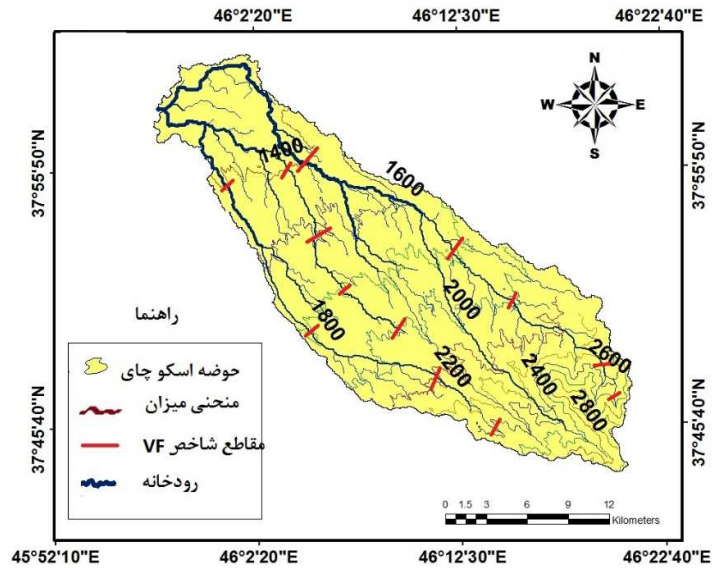 46°2'20"E 46°12'30"E 46°22'40"E
N
W E
S
37°55'50"N
37°55'50"N
1400
1600
1800
2000
2200
2400
2600
2800
راهنما
حوضه اسکو چای
منحنی میزان
مقاطع شاخص VF
رودخانه
37°45'40"N
37°45'40"N
0 1.5 3 6 9 12
Kilometers
45°52'10"E 46°2'20"E 46°12'30"E 46°22'40"E